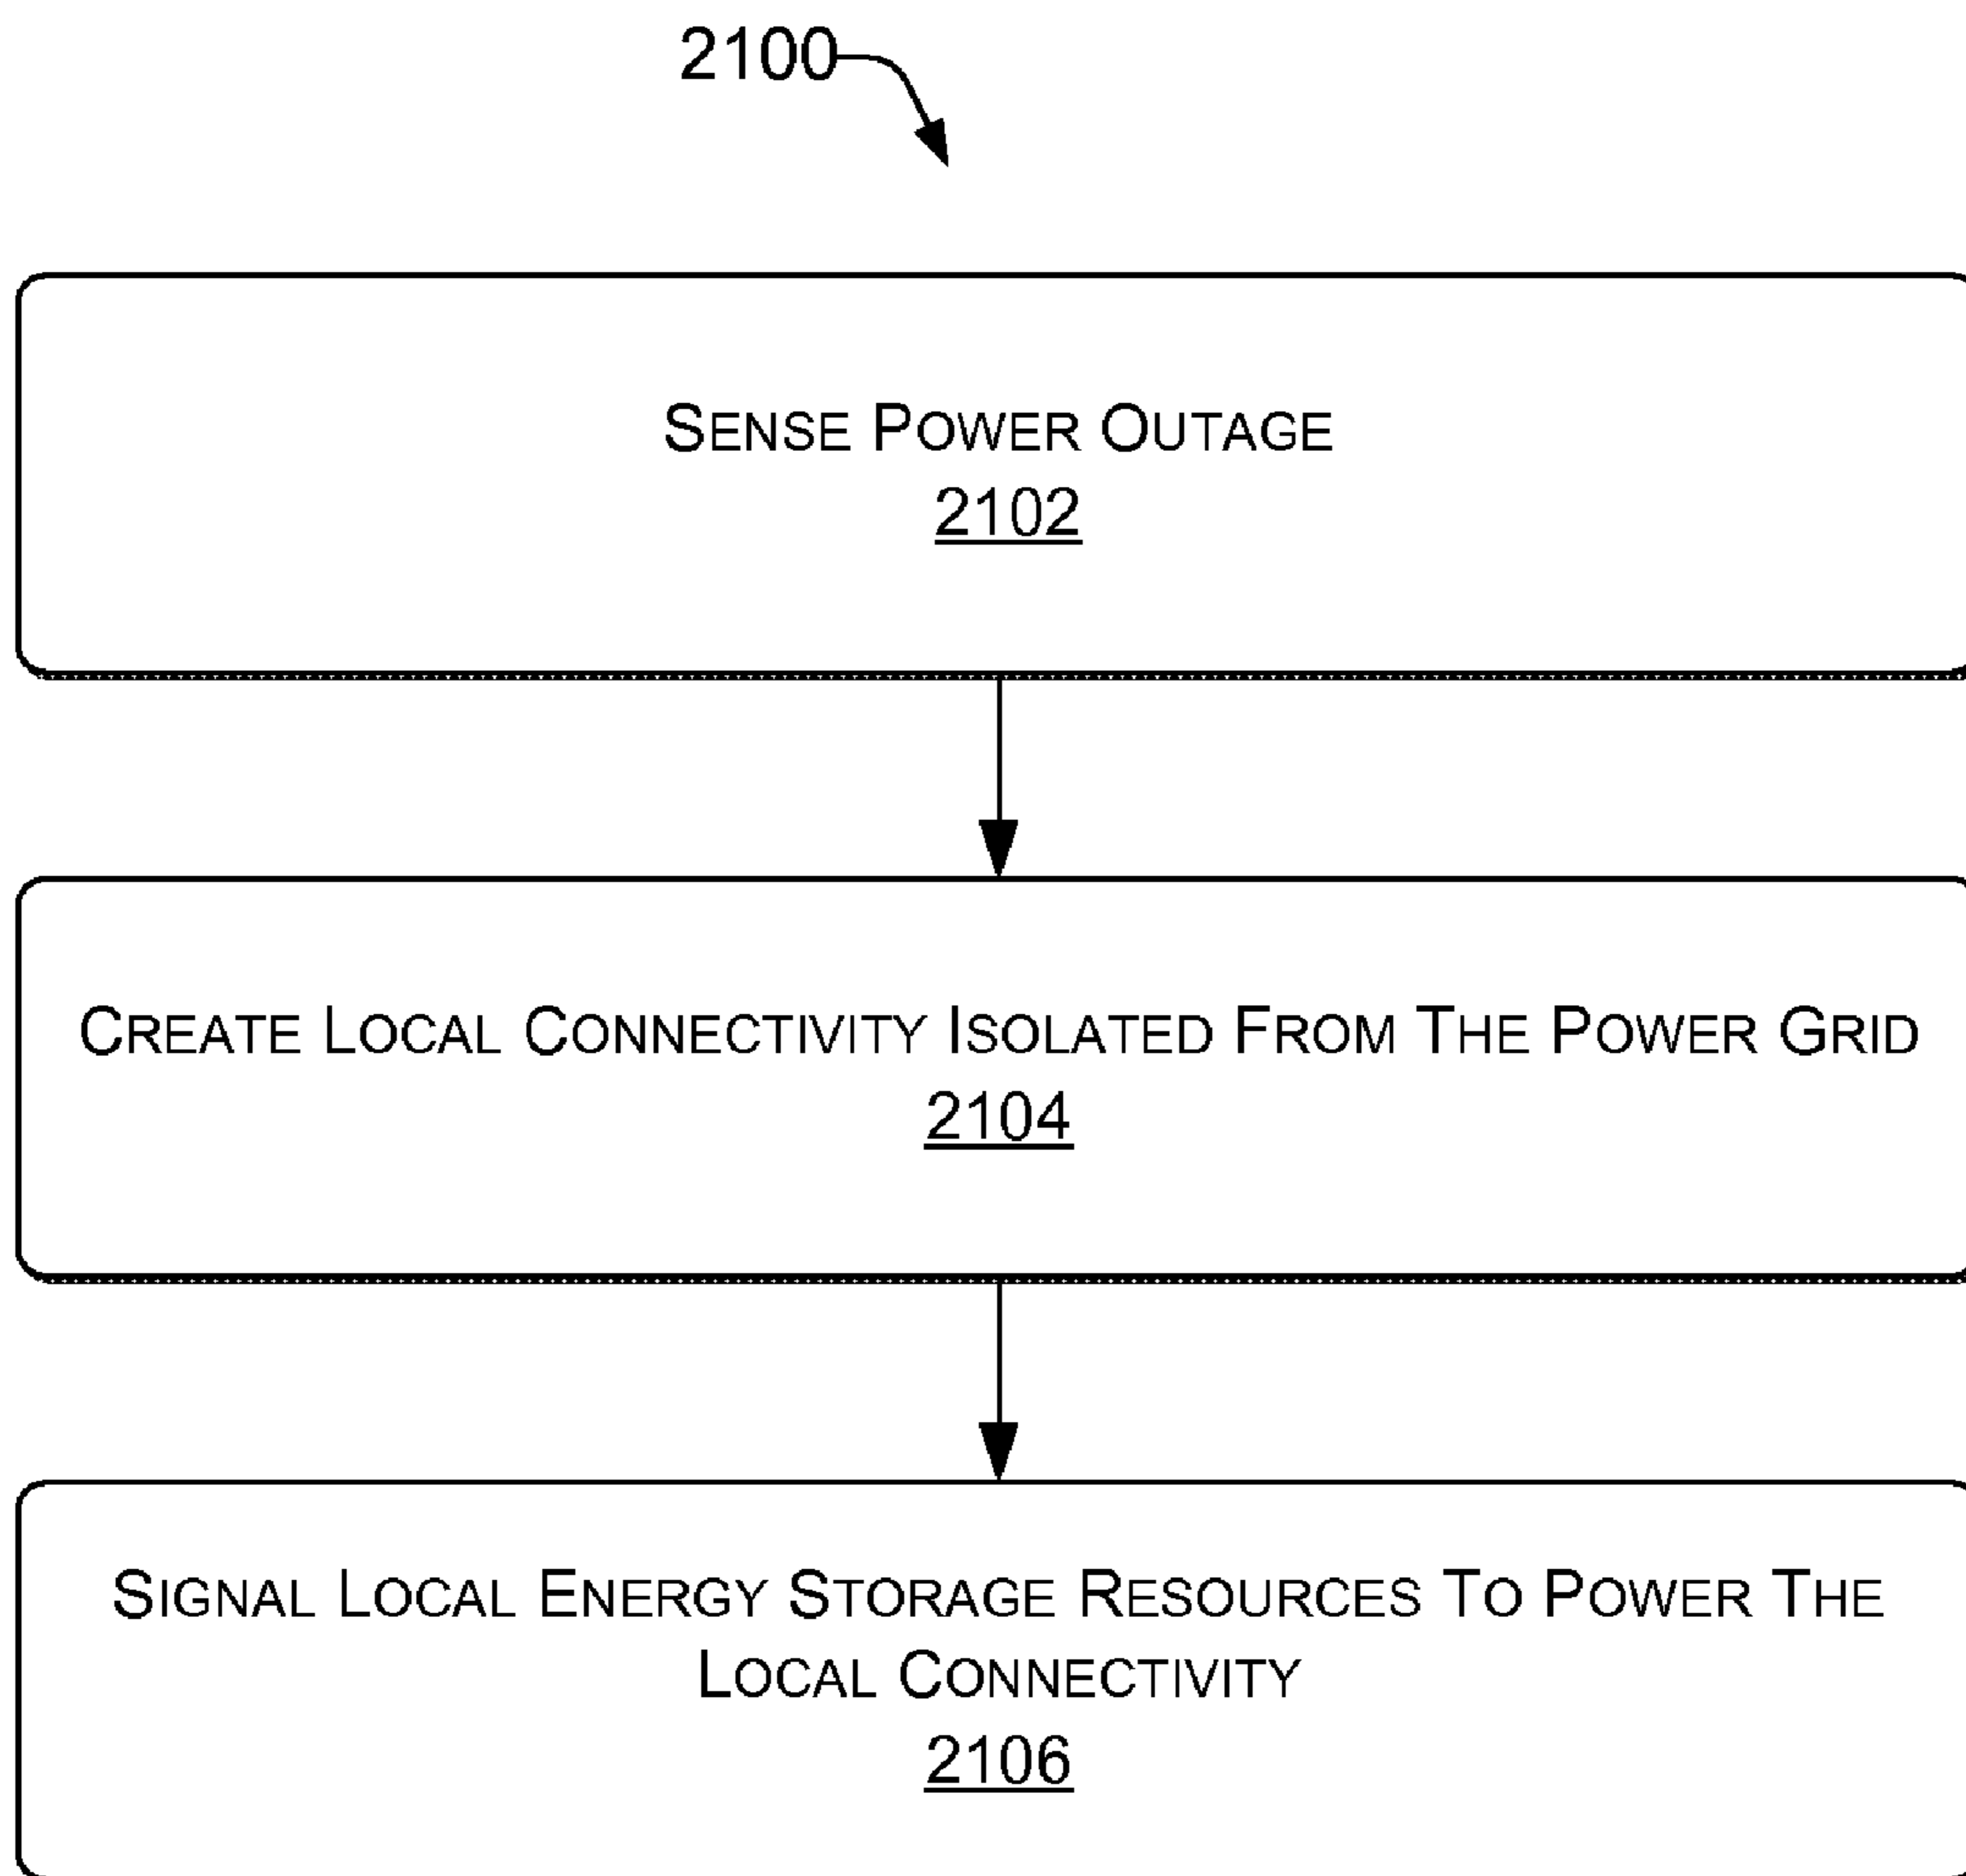 2100
SENSE POWER OUTAGE
2102
CREATE LOCAL CONNECTIVITY ISOLATED FROM THE POWER GRID
2104
SIGNAL LOCAL ENERGY STORAGE RESOURCES TO POWER THE
LOCAL CONNECTIVITY
2106